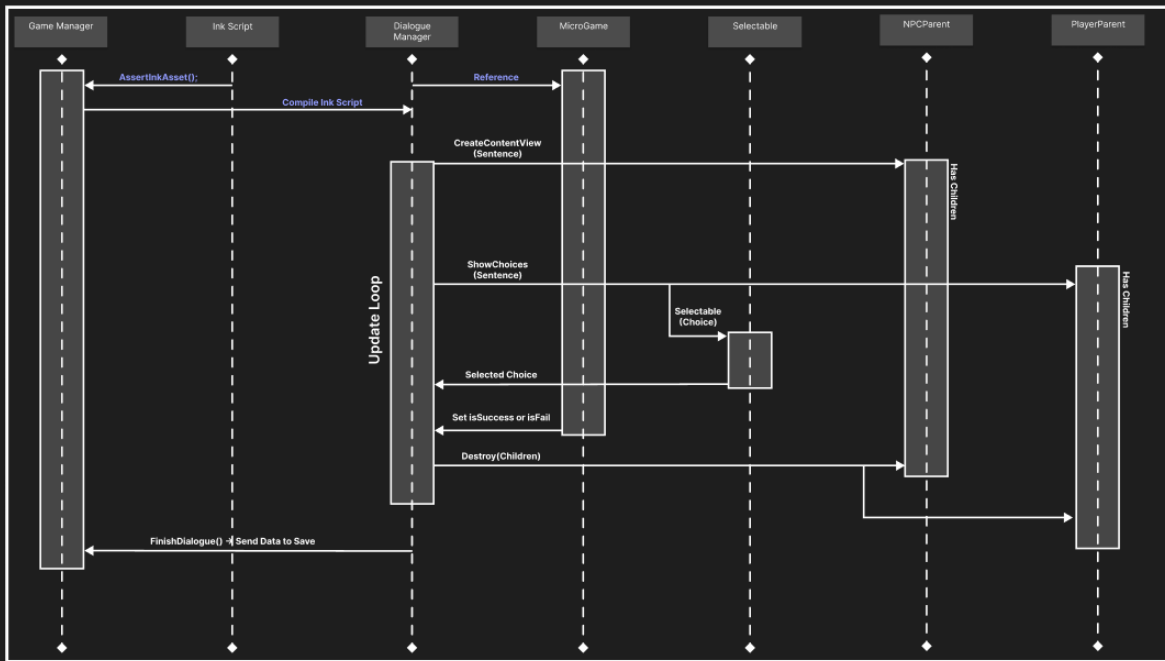 Game Manager
Ink Script
Dialogue
Manager
MicroGame
Selectable
NPCParent
PlayerParent
AssertInkAsset();
Reference
Compile Ink Script
CreateContentView
(Sentence)
Has Children
ShowChoices
(Sentence)
Has Children
Update Loop
Selectable
(Choice)
Selected Choice
Set isSuccess or isFail
Destroy(Children)
FinishDialogue() → Send Data to Save